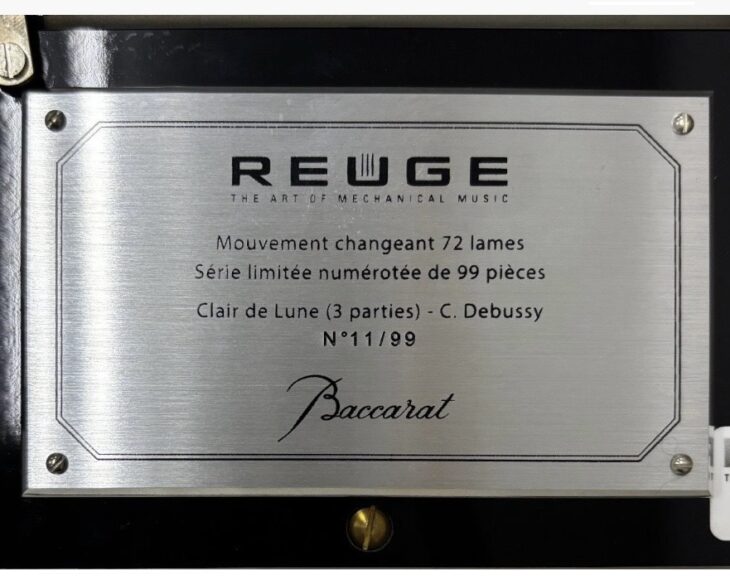 REUGE
THE ART OF MECHANICAL MUSIC
Mouvement changeant 72 lames
Série limitée numérotée de 99 pièces
Clair de Lune (3 parties) - C. Debussy
N°11/99
Baccarat